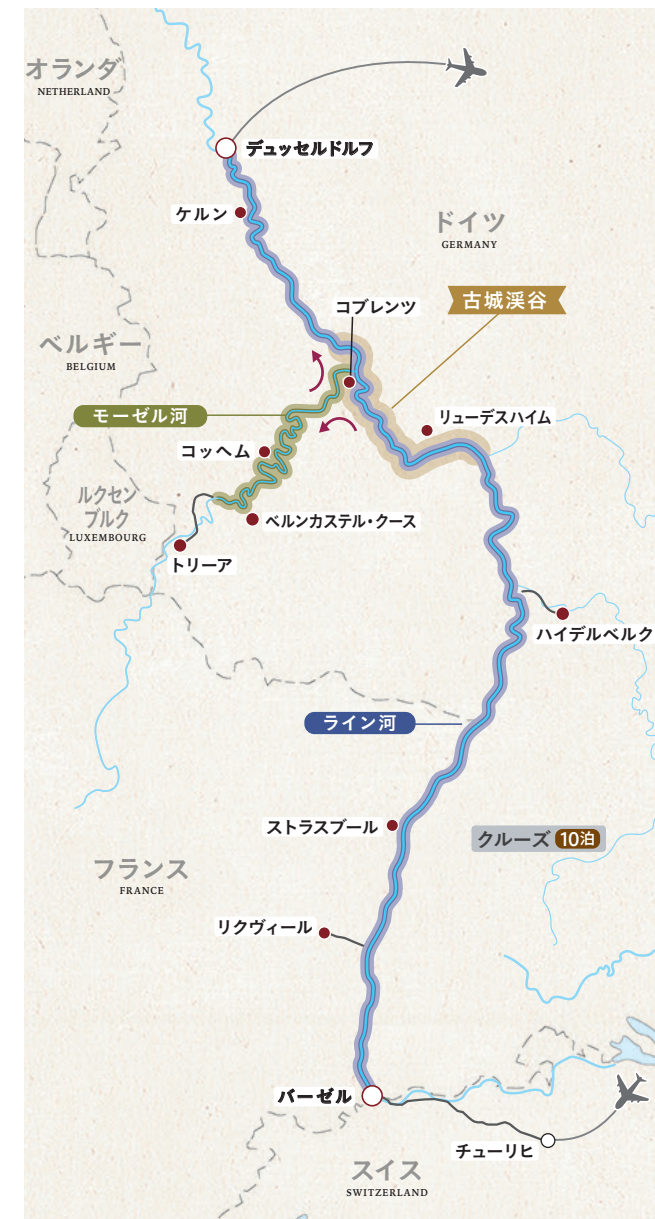 オランダ
NETHERLAND
デュッセルドルフ
ケルン
ドイツ
GERMANY
古城渓谷
コブレンツ
ベルギー
BELGIUM
モーゼル河
リューデスハイム
コッヘム
ルクセン
ブルク
LUXEMBOURG
ベルンカステル・クース
トリーア
ハイデルベルク
ライン河
ストラスブール
クルーズ 10泊
フランス
FRANCE
リクヴィール
バーゼル
チューリヒ
スイス
SWITZERLAND